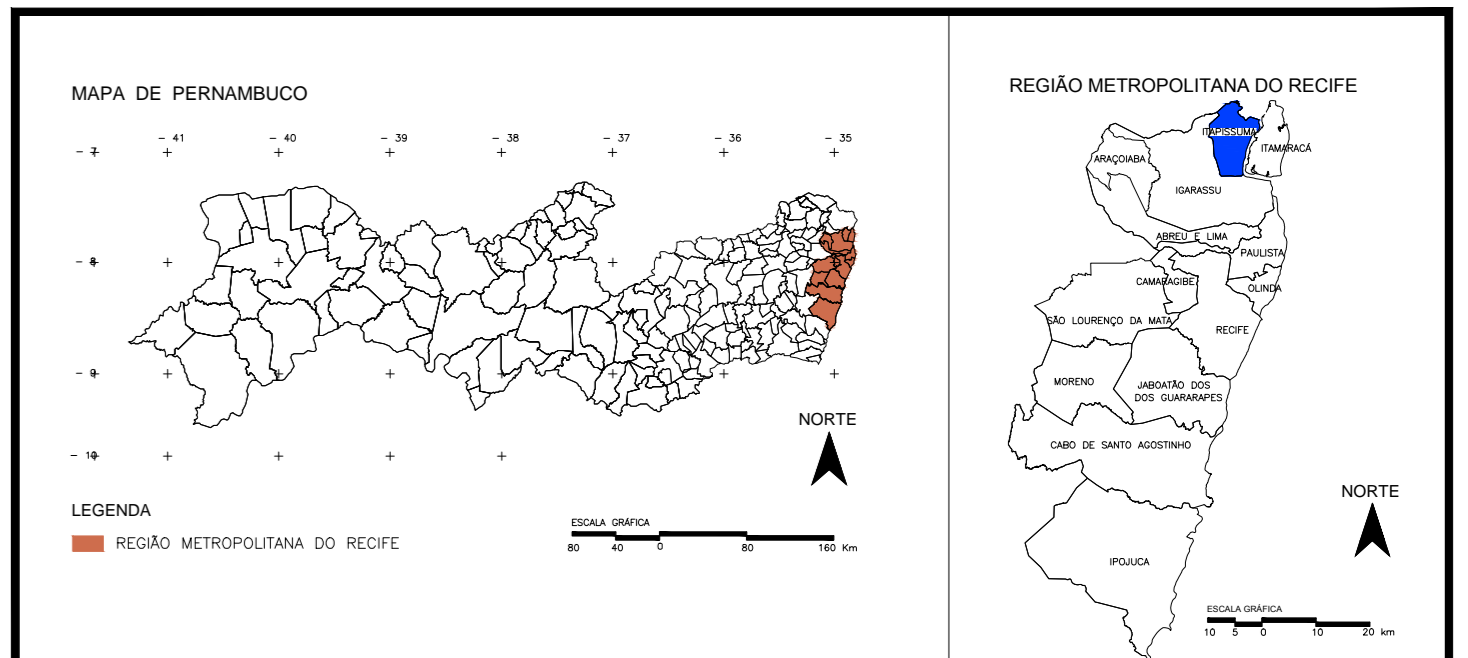 MAPA DE PERNAMBUCO
- 41 - 40 - 39 - 38 - 37 - 36 - 35
- 7
- 8
- 9
- 10
NORTE
LEGENDA
REGIÃO METROPOLITANA DO RECIFE
ESCALA GRÁFICA
80 40 0 80 160 Km
REGIÃO METROPOLITANA DO RECIFE
ITAPISSUMA
ITAMARACÁ
ARAÇOIABA
IGARASSU
ABREU E LIMA
PAULISTA
CAMARAGIBE
OLINDA
SÃO LOURENÇO DA MATA
RECIFE
MORENO
JABOATÃO DOS
DOS GUARARAPES
CABO DE SANTO AGOSTINHO
NORTE
IPOJUCA
ESCALA GRÁFICA
10 5 0 10 20 km